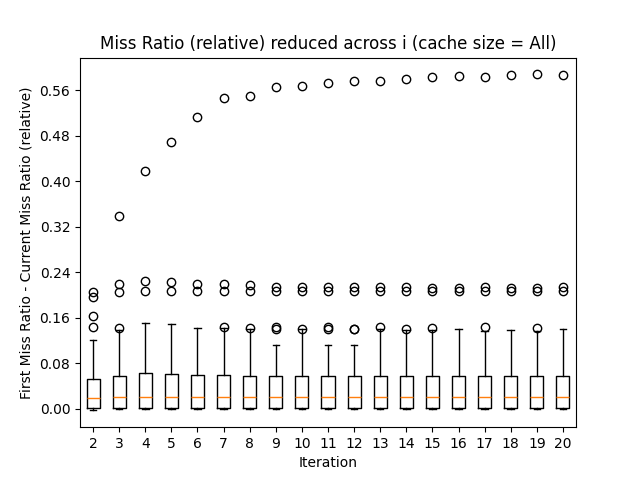 Miss Ratio (relative) reduced across i (cache size = All)
First Miss Ratio - Current Miss Ratio (relative)
0.56
0.48
0.40
0.32
0.24
0.16
0.08
0.00
2 3 4 5 6 7 8 9 10 11 12 13 14 15 16 17 18 19 20
Iteration